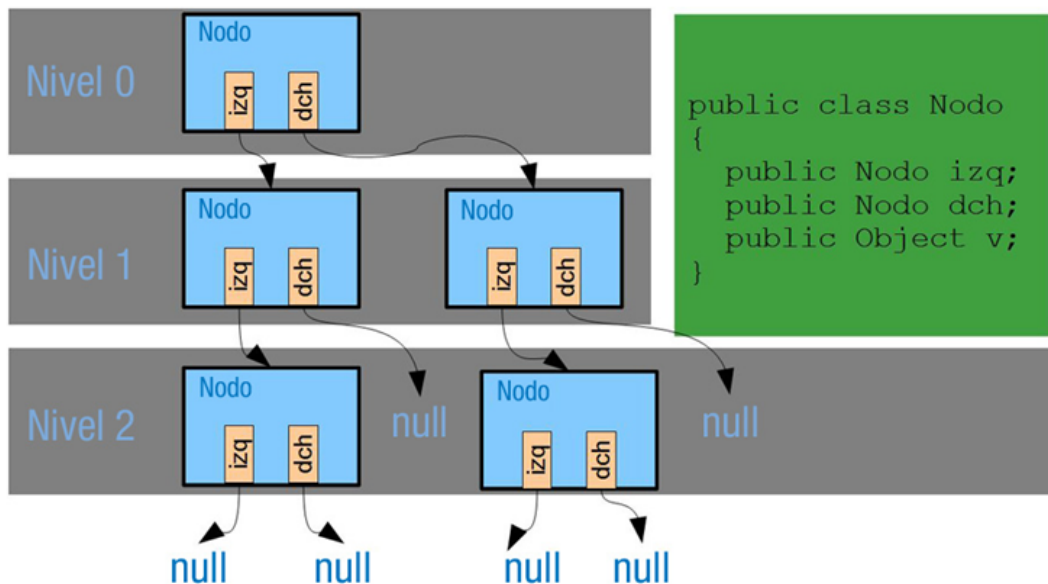 Nivel 0
Nodo
izq
dch
public class Nodo
{
public Nodo izq;
public Nodo dch;
public Object v;
}
Nivel 1
Nodo
izq
dch
Nodo
izq
dch
Nivel 2
Nodo
izq
dch
null
Nodo
izq
dch
null
null
null
null
null